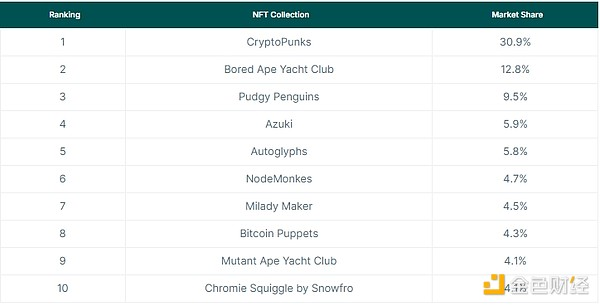 Ranking NFT Collection Market Share
1 CryptoPunks 30.9%
2 Bored Ape Yacht Club 12.8%
3 Pudgy Penguins 9.5%
4 Azuki 5.9%
5 Autoglyphs 5.8%
6 NodeMonkes 4.7%
7 Milady Maker 4.5%
8 Bitcoin Puppets 4.3%
9 Mutant Ape Yacht Club 4.1%
10 Chromie Squiggle by Snowfro
金色财经